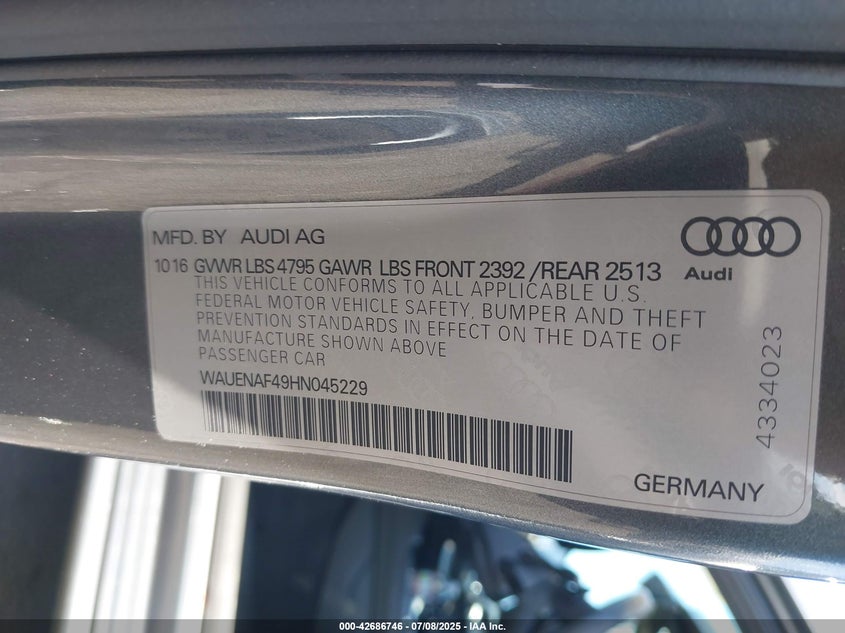 MFD. BY AUDI AG
10 16 GVWR LBS 4795 GAWR LBS FRONT 2392 /REAR 2513
Audi
THIS VEHICLE CONFORMS TO ALL APPLICABLE U.S.
FEDERAL MOTOR VEHICLE SAFETY, BUMPER AND THEFT
PREVENTION STANDARDS IN EFFECT ON THE DATE OF
MANUFACTURE SHOWN ABOVE
PASSENGER CAR
WAUENAF49HN045229
4334023
GERMANY
000-42686746 - 07/08/2025 - IAA Inc.